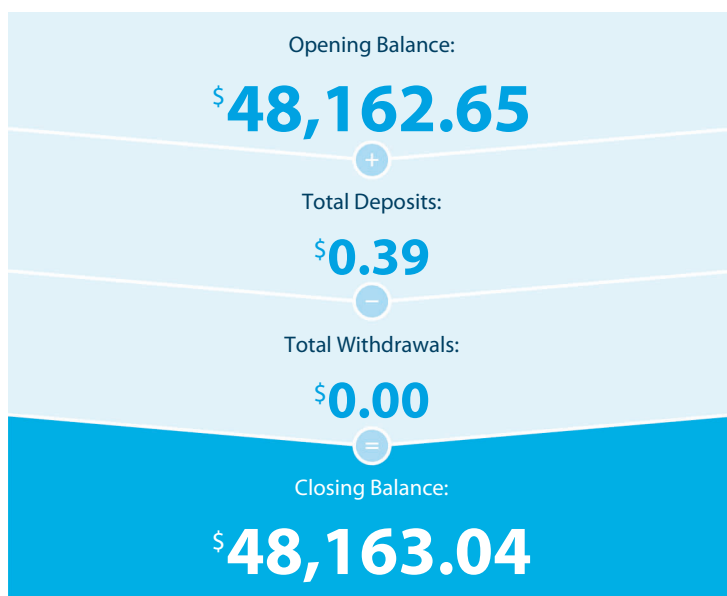 Opening Balance:
$48,162.65
+
Total Deposits:
$0.39
−
Total Withdrawals:
$0.00
=
Closing Balance:
$48,163.04